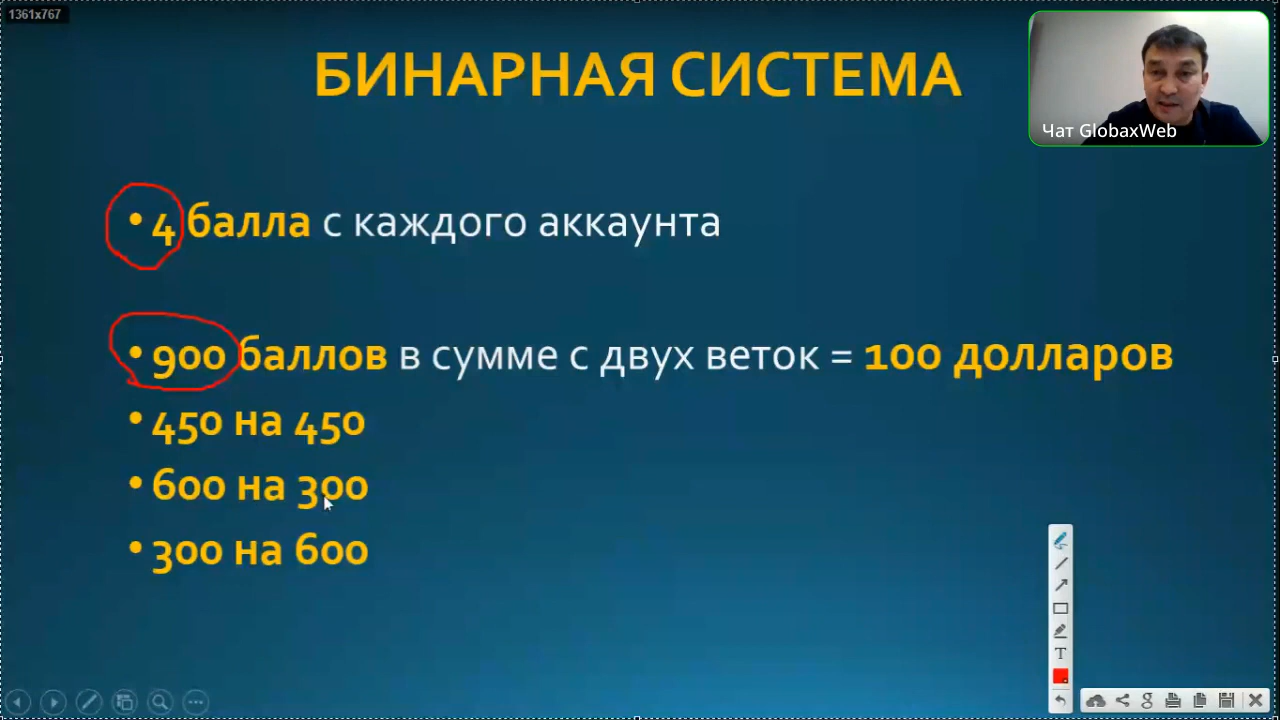 1361x767
БИНАРНАЯ СИСТЕМА
Чат GlobaxWeb
• 4 балла с каждого аккаунта
• 900 баллов в сумме с двух веток = 100 долларов
• 450 на 450
• 600 на 300
• 300 на 600
T
g